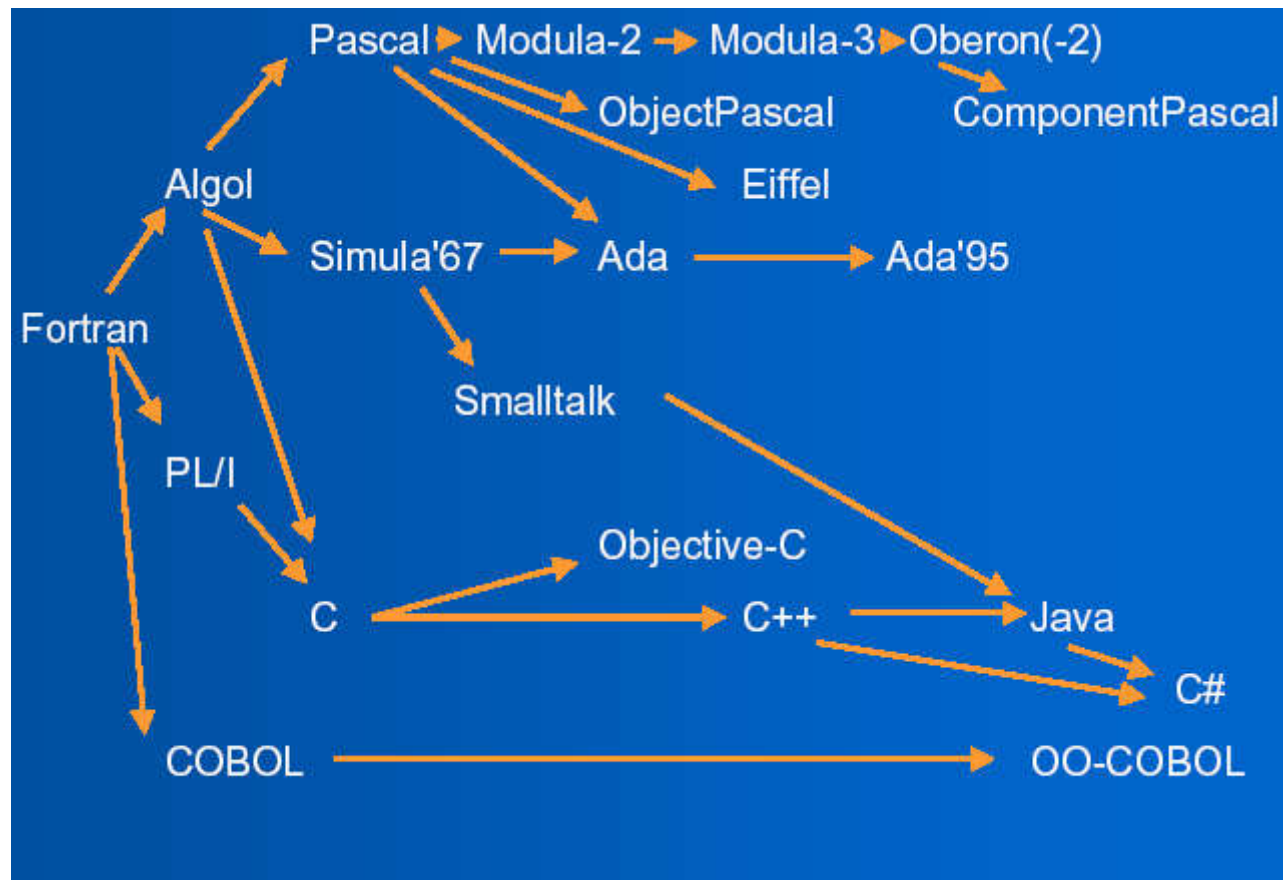 Pascal Modula-2 Modula-3 Oberon(-2)
ObjectPascal ComponentPascal
Algol Eiffel
Simula'67 Ada Ada'95
Fortran
Smalltalk
PL/I
Objective-C
C C++ Java
C#
COBOL OO-COBOL